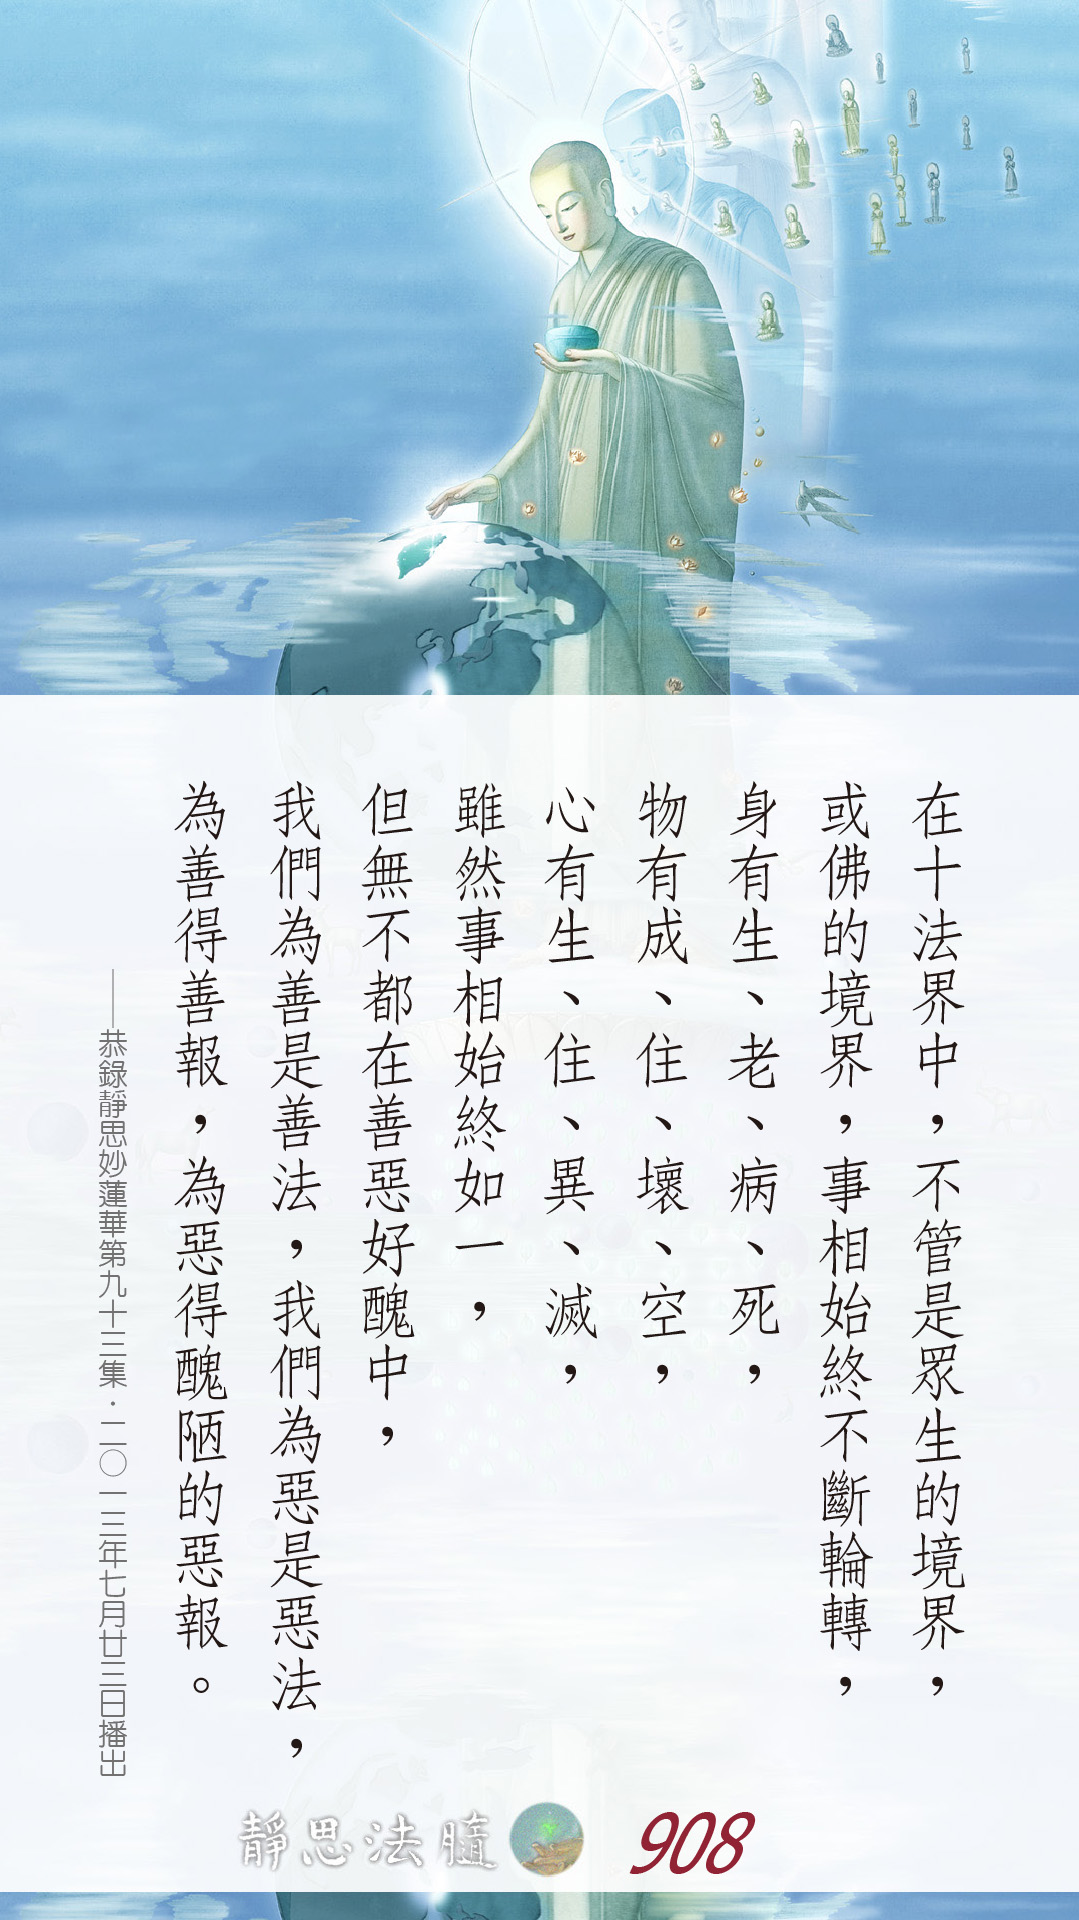 在十法界中，不管是眾生的境界，
或佛的境界，事相始終不斷輪轉，
身有生、老、病、死，
物有成、住、壞、空，
心有生、住、異、滅，
雖然事相始終如一，
但無不都在善惡好醜中，
我們為善是善法，我們為惡是惡法，
為善得善報，為惡得醜陋的惡報。
——恭錄靜思妙蓮華第九十三集．二〇一三年七月廿三日播出
靜思法髓
908